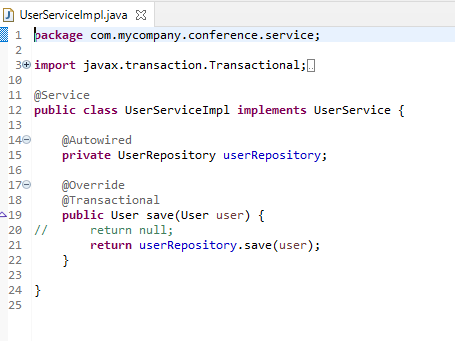 UserServiceImpl.java
1 package com.mycompany.conference.service;
2
3 import javax.transaction.Transactional;
10
11 @Service
12 public class UserServiceImpl implements UserService {
13
14 @Autowired
15 private UserRepository userRepository;
16
17 @Override
18 @Transactional
19 public User save(User user) {
20 // return null;
21 return userRepository.save(user);
22 }
23
24 }
25